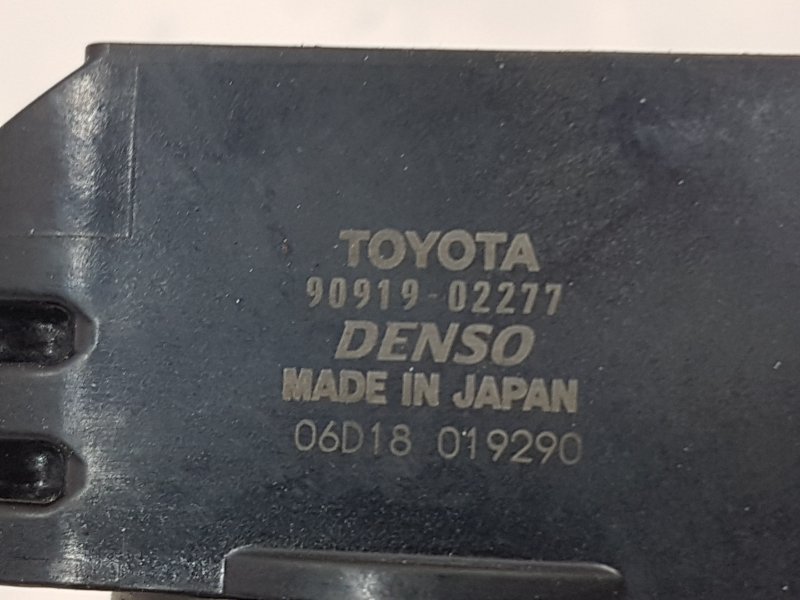 TOYOTA
90919-02277
DENSO
MADE IN JAPAN
06D18 019290